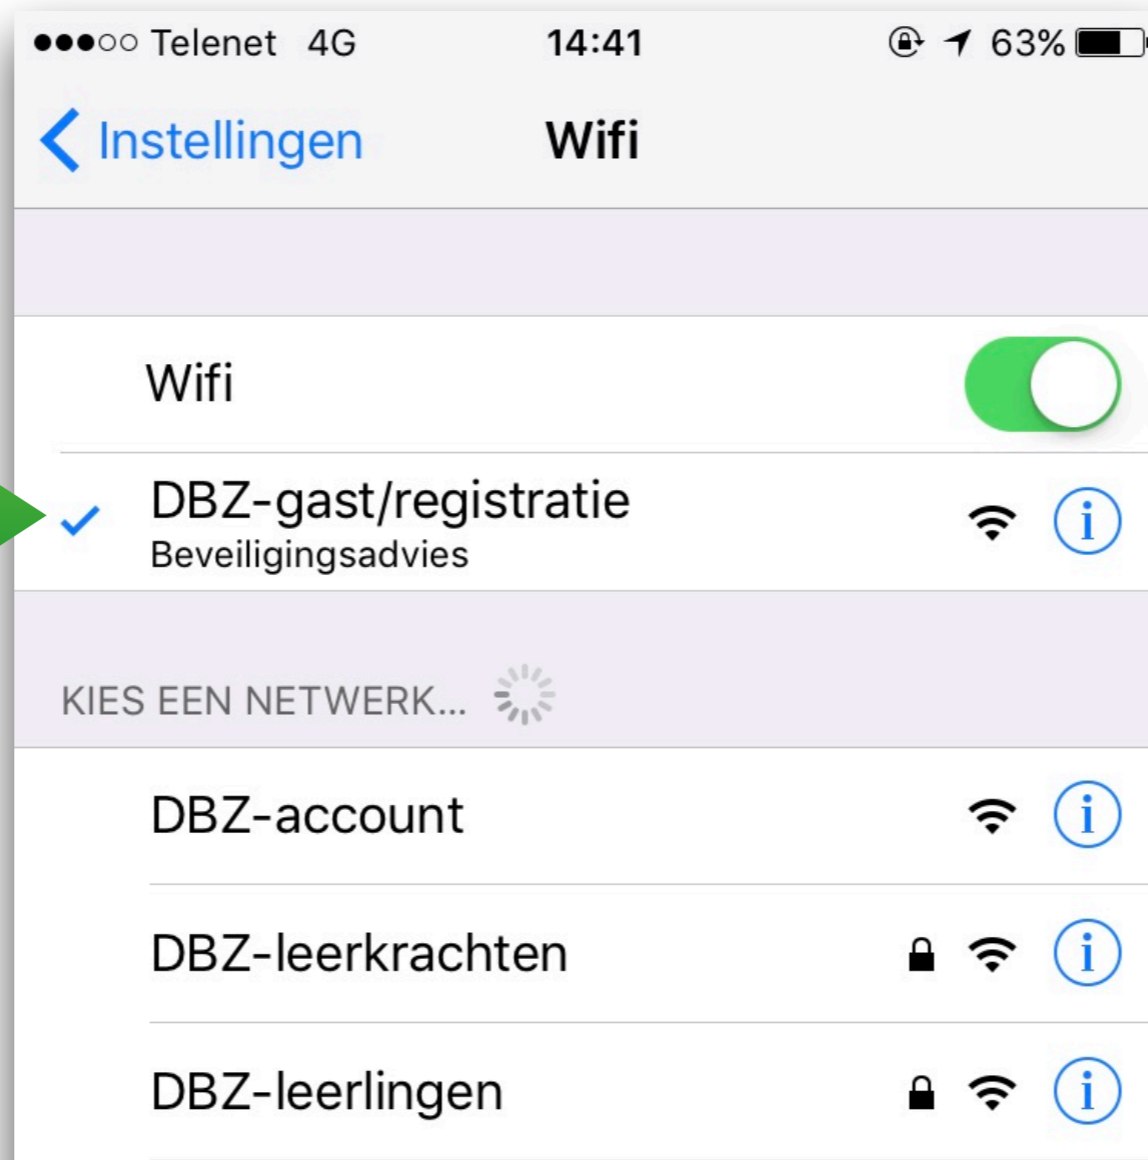 Telenet 4G 14:41 63%
Instellingen Wifi
Wifi
DBZ-gast/registratie
Beveiligingsadvies
KIES EEN NETWERK...
DBZ-account
DBZ-leerkrachten
DBZ-leerlingen